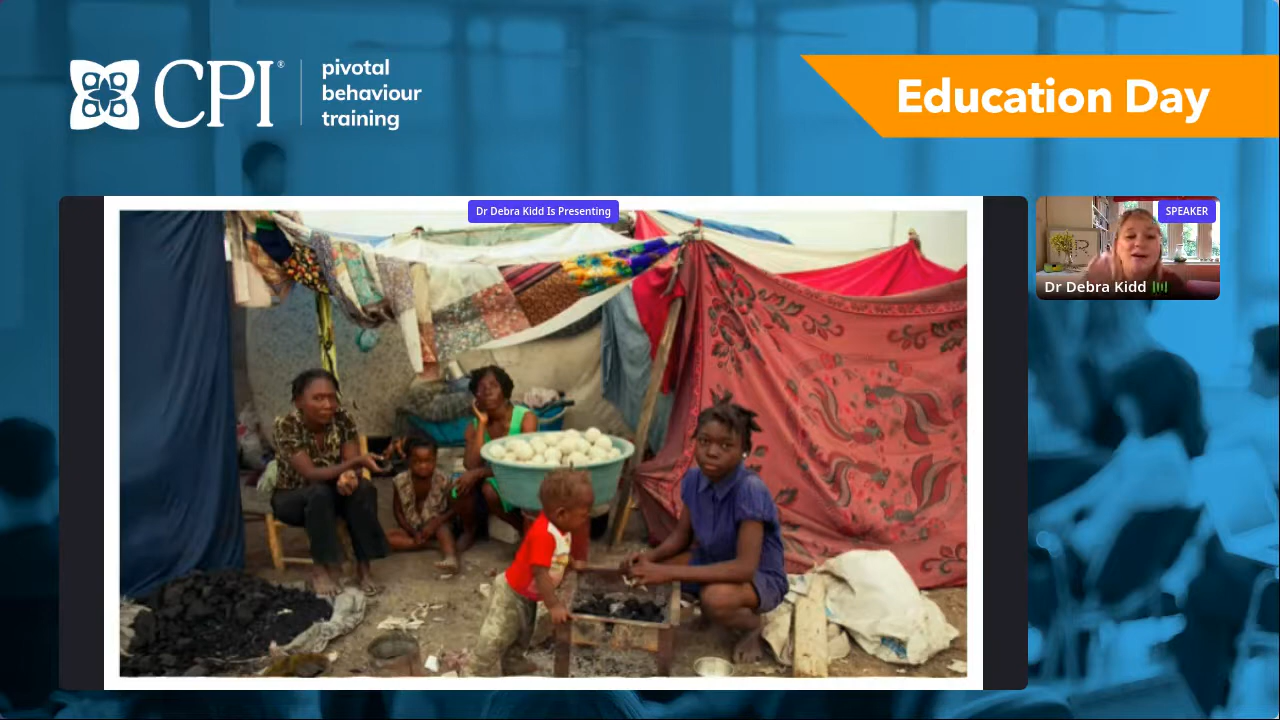 CPI®
pivotal
behaviour
training
Education Day
Dr Debra Kidd Is Presenting
SPEAKER
Dr Debra Kidd